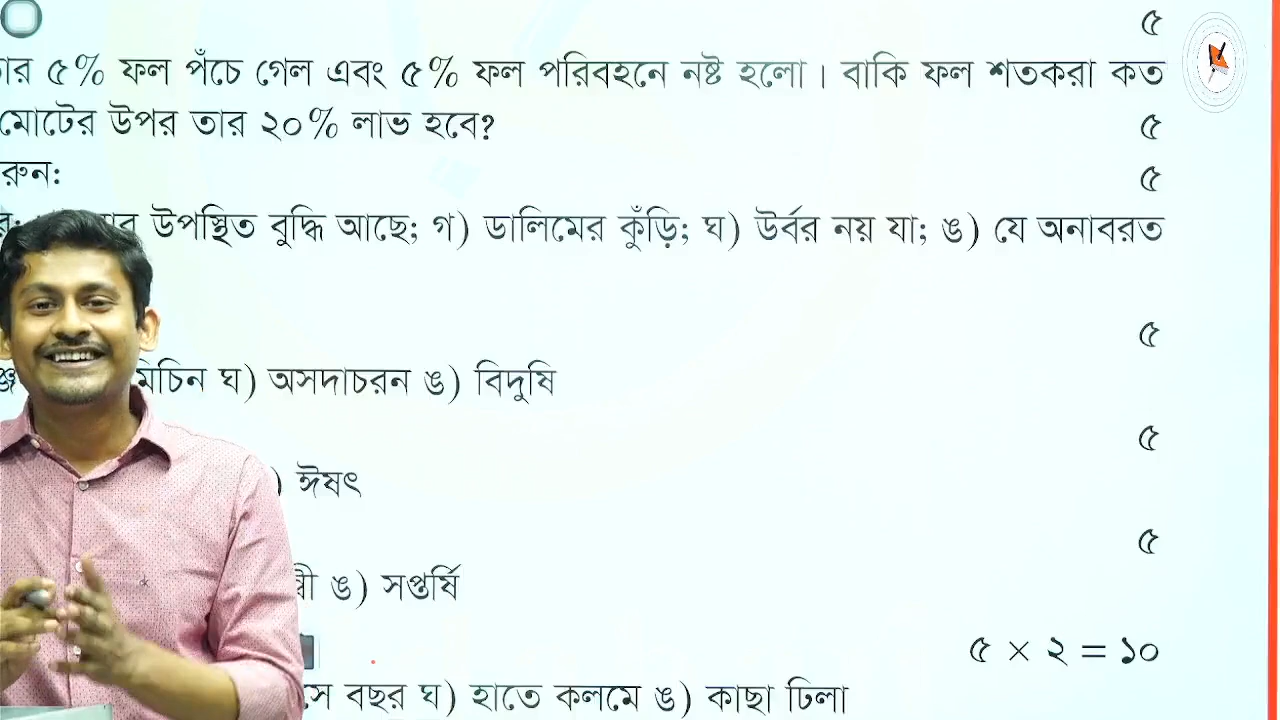 ৫
৫% ফল পঁচে গেল এবং ৫% ফল পরিবহনে নষ্ট হলো। বাকি ফল শতকরা কত
মোটের উপর তার ২০% লাভ হবে?
৫
৫
উপস্থিত বুদ্ধি আছে; গ) ডালিমের কুঁড়ি; ঘ) উর্বর নয় যা; ঙ) যে অনাবরত
৫
ঘ) অসদাচরন ঙ) বিদুষি
৫
ঈষৎ
৫
ঙ) সপ্তর্ষি
৫ × ২ = ১০
বছর ঘ) হাতে কলমে ঙ) কাছা ঢিলা